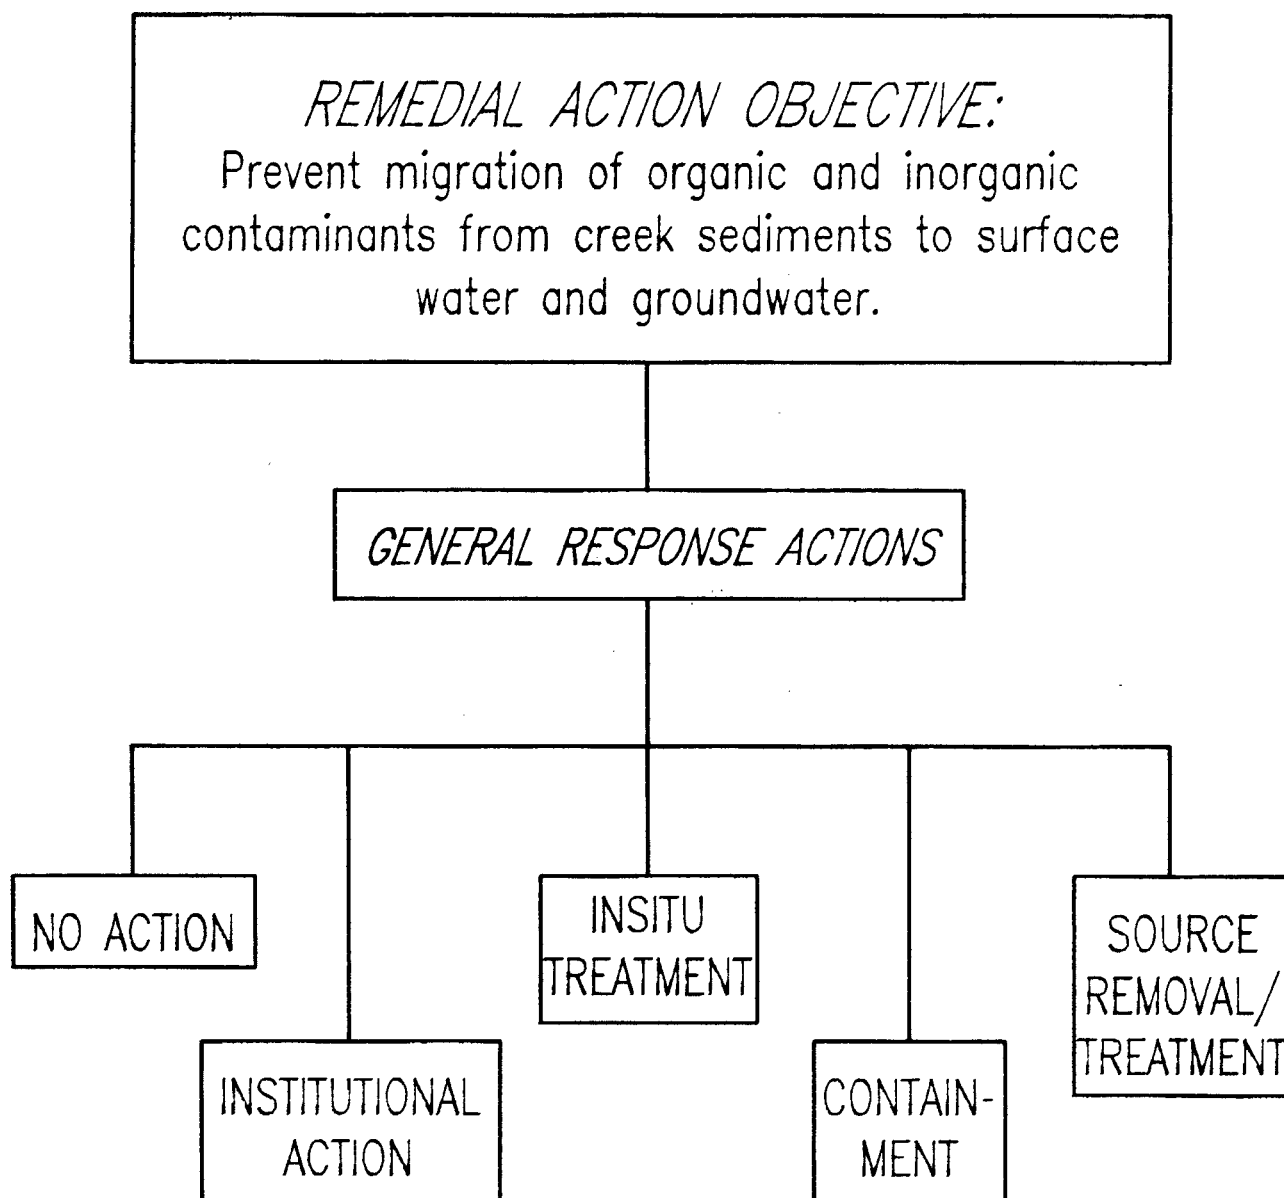 REMEDIAL ACTION OBJECTIVE:
Prevent migration of organic and inorganic
contaminants from creek sediments to surface
water and groundwater.
GENERAL RESPONSE ACTIONS
NO ACTION
INSTITUTIONAL
ACTION
INSITU
TREATMENT
CONTAIN-
MENT
SOURCE
REMOVAL/
TREATMENT